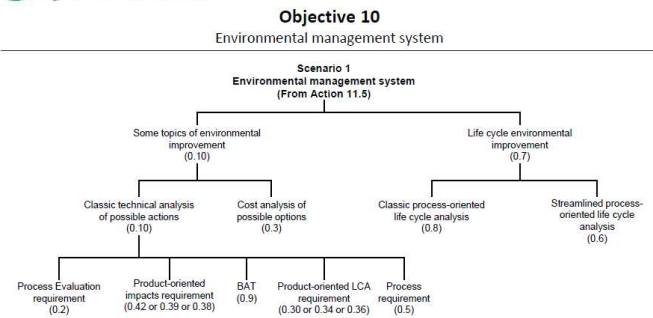 Objective 10
Environmental management system
Scenario 1
Environmental management system
(From Action 11.5)
Some topics of environmental
improvement
(0.10)
Life cycle environmental
improvement
(0.7)
Classic technical analysis
of possible actions
(0.10)
Cost analysis of
possible options
(0.3)
Classic process-oriented
life cycle analysis
(0.8)
Streamlined process-
oriented life cycle
analysis
(0.6)
Process Evaluation
requirement
(0.2)
Product-oriented
impacts requirement
(0.42 or 0.39 or 0.38)
BAT
(0.9)
Product-oriented LCA
requirement
(0.30 or 0.34 or 0.36)
Process
requirement
(0.5)